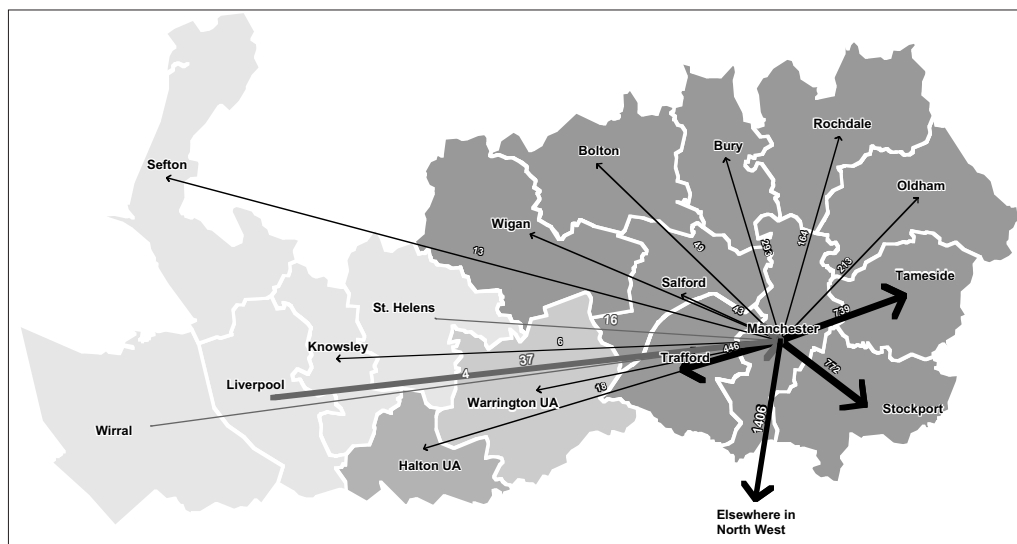 Rochdale
Bury
Bolton
Sefton
Oldham
Wigan
13
49
293
164
213
Tameside
Salford
St. Helens
43
739
16
Manchester
Knowsley
6
446
37
Trafford
772
4
Liverpool
18
Warrington UA
Stockport
1406
Wirral
Halton UA
Elsewhere in
North West